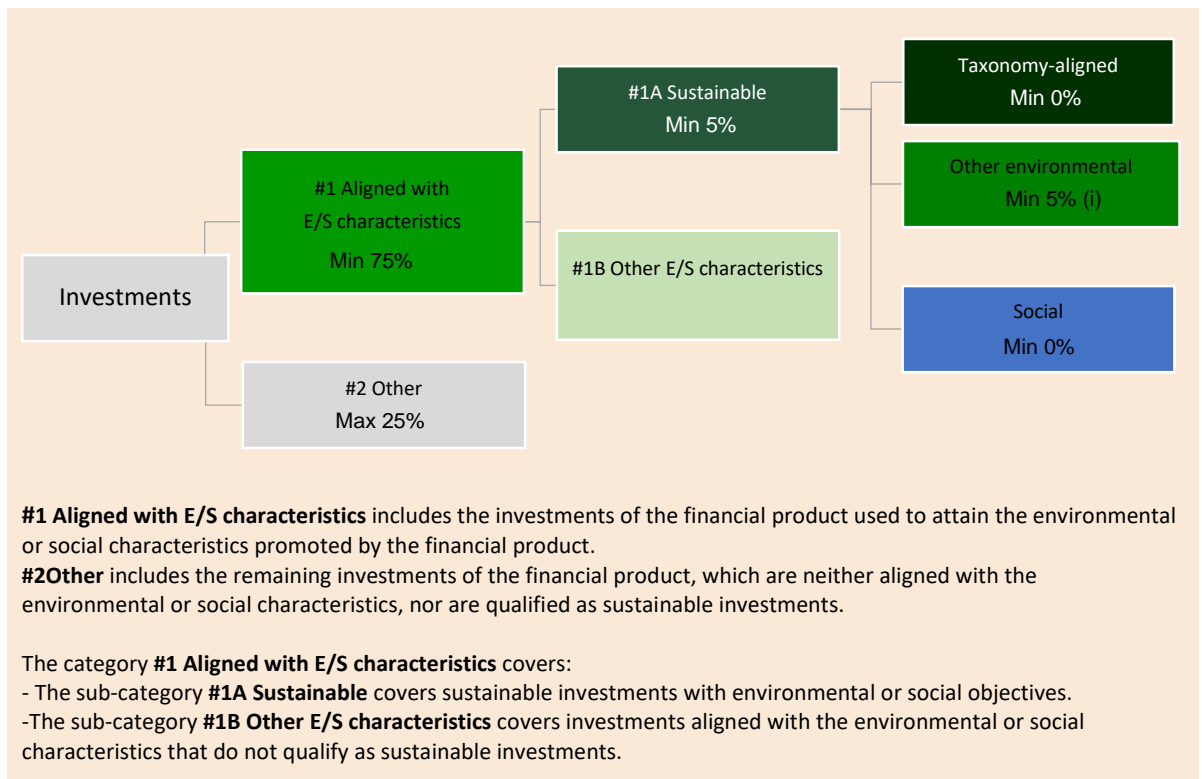 Investments
#1 Aligned with
E/S characteristics
Min 75%
#2 Other
Max 25%
#1A Sustainable
Min 5%
#1B Other E/S characteristics
Taxonomy-aligned
Min 0%
Other environmental
Min 5% (i)
Social
Min 0%
#1 Aligned with E/S characteristics includes the investments of the financial product used to attain the environmental
or social characteristics promoted by the financial product.
#2Other includes the remaining investments of the financial product, which are neither aligned with the
environmental or social characteristics, nor are qualified as sustainable investments.
The category #1 Aligned with E/S characteristics covers:
- The sub-category #1A Sustainable covers sustainable investments with environmental or social objectives.
-The sub-category #1B Other E/S characteristics covers investments aligned with the environmental or social
characteristics that do not qualify as sustainable investments.